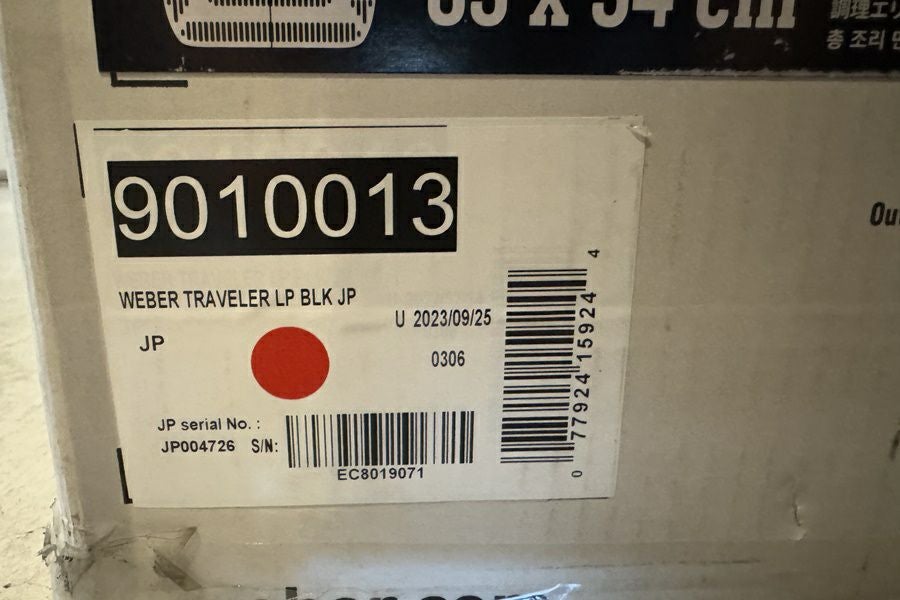 cm
9010013
WEBER TRAVELER LP BLK JP
JP
U 2023/09/25
0306
JP serial No. :
JP004726 S/N:
EC8019071
0 77924 15924 4